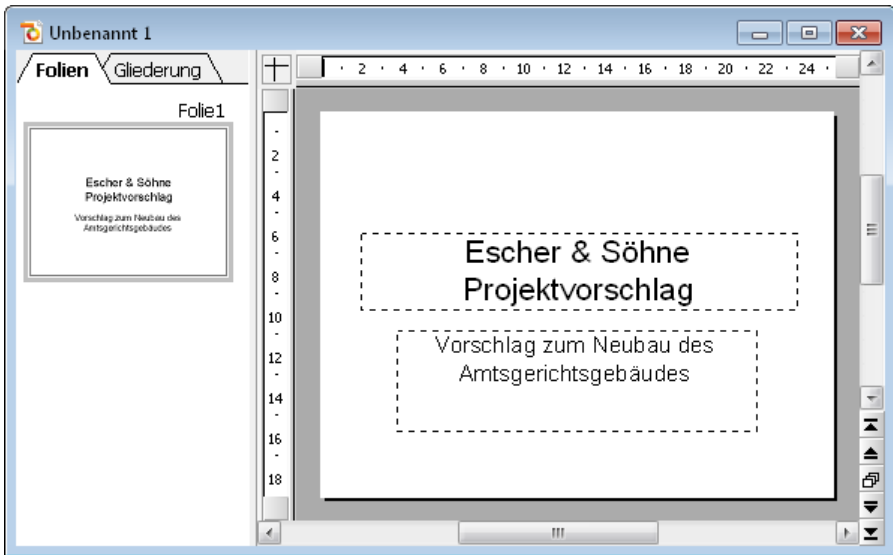 Unbenannt 1
Folien Gliederung
Folie1
Escher & Söhne
Projektvorschlag
Vorschlag zum Neubau des
Amtsgerichtsgebäudes
2 4 6 8 10 12 14 16 18 20 22 24
2
4
6
8
10
12
14
16
18
Escher & Söhne
Projektvorschlag
Vorschlag zum Neubau des
Amtsgerichtsgebäudes